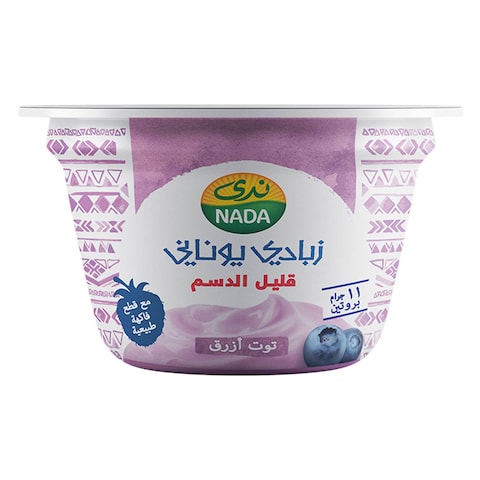 ندى
NADA
زبادي يوناني
قليل الدسم
مع قطع
فاكهة
طبيعية
١١ جرام
بروتين
توت أزرق